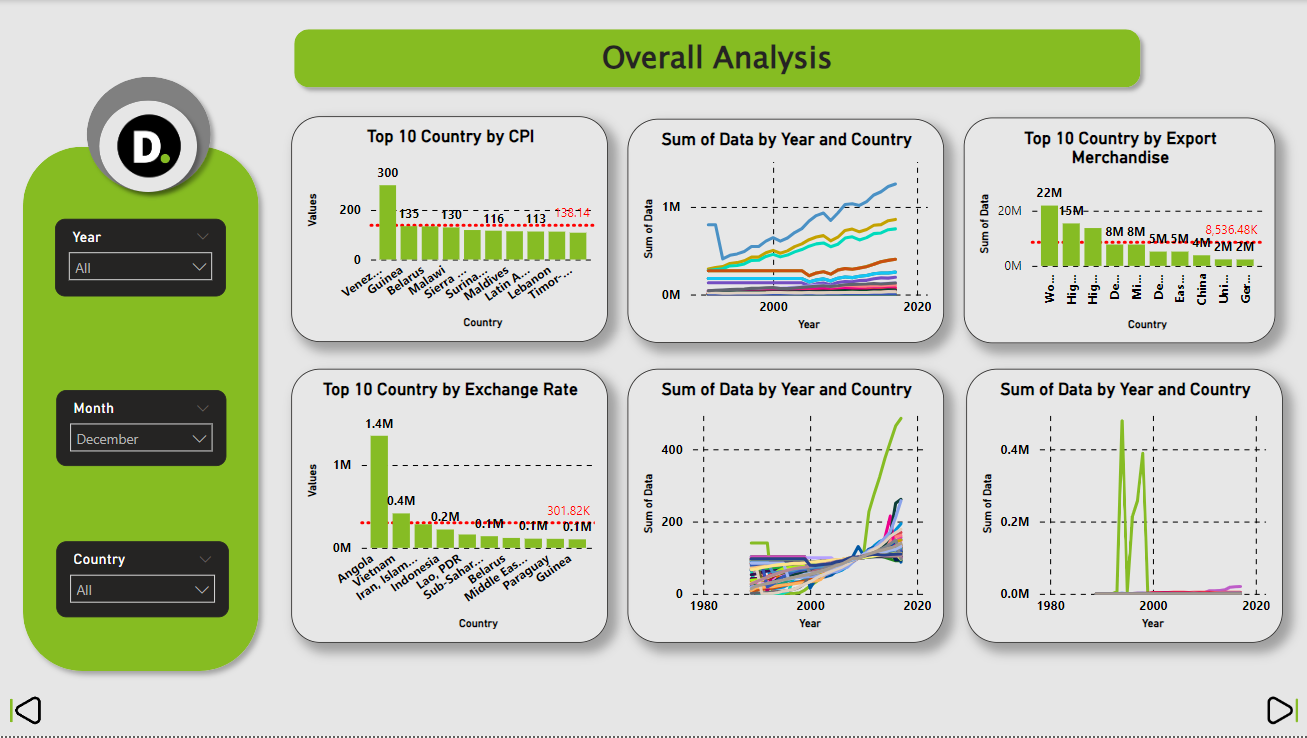 Overall Analysis
D.
Year
All
Month
December
Country
All
Top 10 Country by CPI
Values
200
0
300
135
130
116
113
138.14
Venez...
Guinea
Belarus
Malawi
Sierra ...
Surina...
Maldives
Latin A...
Lebanon
Timor-...
Country
Sum of Data by Year and Country
Sum of Data
1M
0M
2000
2020
Year
Top 10 Country by Export
Merchandise
Sum of Data
20M
0M
22M
15M
8M
8M
5M
5M
4M
2M
2M
8,536.48K
Wo...
Hig...
Hig...
De...
Mi...
De...
Eas...
China
Uni...
Ger...
Country
Top 10 Country by Exchange Rate
Values
1M
0M
1.4M
0.4M
0.2M
0.1M
0.1M
0.1M
301.82K
Angola
Vietnam
Iran, Islam...
Indonesia
Lao, PDR
Sub-Sahar...
Belarus
Middle Eas...
Paraguay
Guinea
Country
Sum of Data by Year and Country
Sum of Data
400
200
0
1980
2000
2020
Year
Sum of Data by Year and Country
Sum of Data
0.4M
0.2M
0.0M
1980
2000
2020
Year